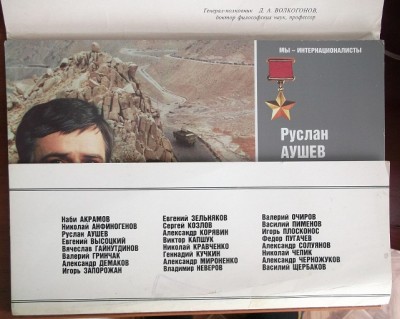 Генерал-полковник Д. А. ВОЛКОГОНОВ,
доктор философских наук, профессор
МЫ – ИНТЕРНАЦИОНАЛИСТЫ
Руслан
АУШЕВ
Наби АКРАМОВ
Николай АНФИНОГЕНОВ
Руслан АУШЕВ
Евгений ВЫСОЦКИЙ
Вячеслав ГАЙНУТДИНОВ
Валерий ГРИНЧАК
Александр ДЕМАКОВ
Игорь ЗАПОРОЖАН
Евгений ЗЕЛЬНЯКОВ
Сергей КОЗЛОВ
Александр КОРЯВИН
Виктор КАПШУК
Николай КРАВЧЕНКО
Геннадий КУЧКИН
Александр МИРОНЕНКО
Владимир НЕВЕРОВ
Валерий ОЧИРОВ
Василий ПИМЕНОВ
Игорь ПЛОСКОНОС
Федор ПУГАЧЕВ
Александр СОЛУЯНОВ
Николай ЧЕПИК
Александр ЧЕРНОЖУКОВ
Василий ЩЕРБАКОВ